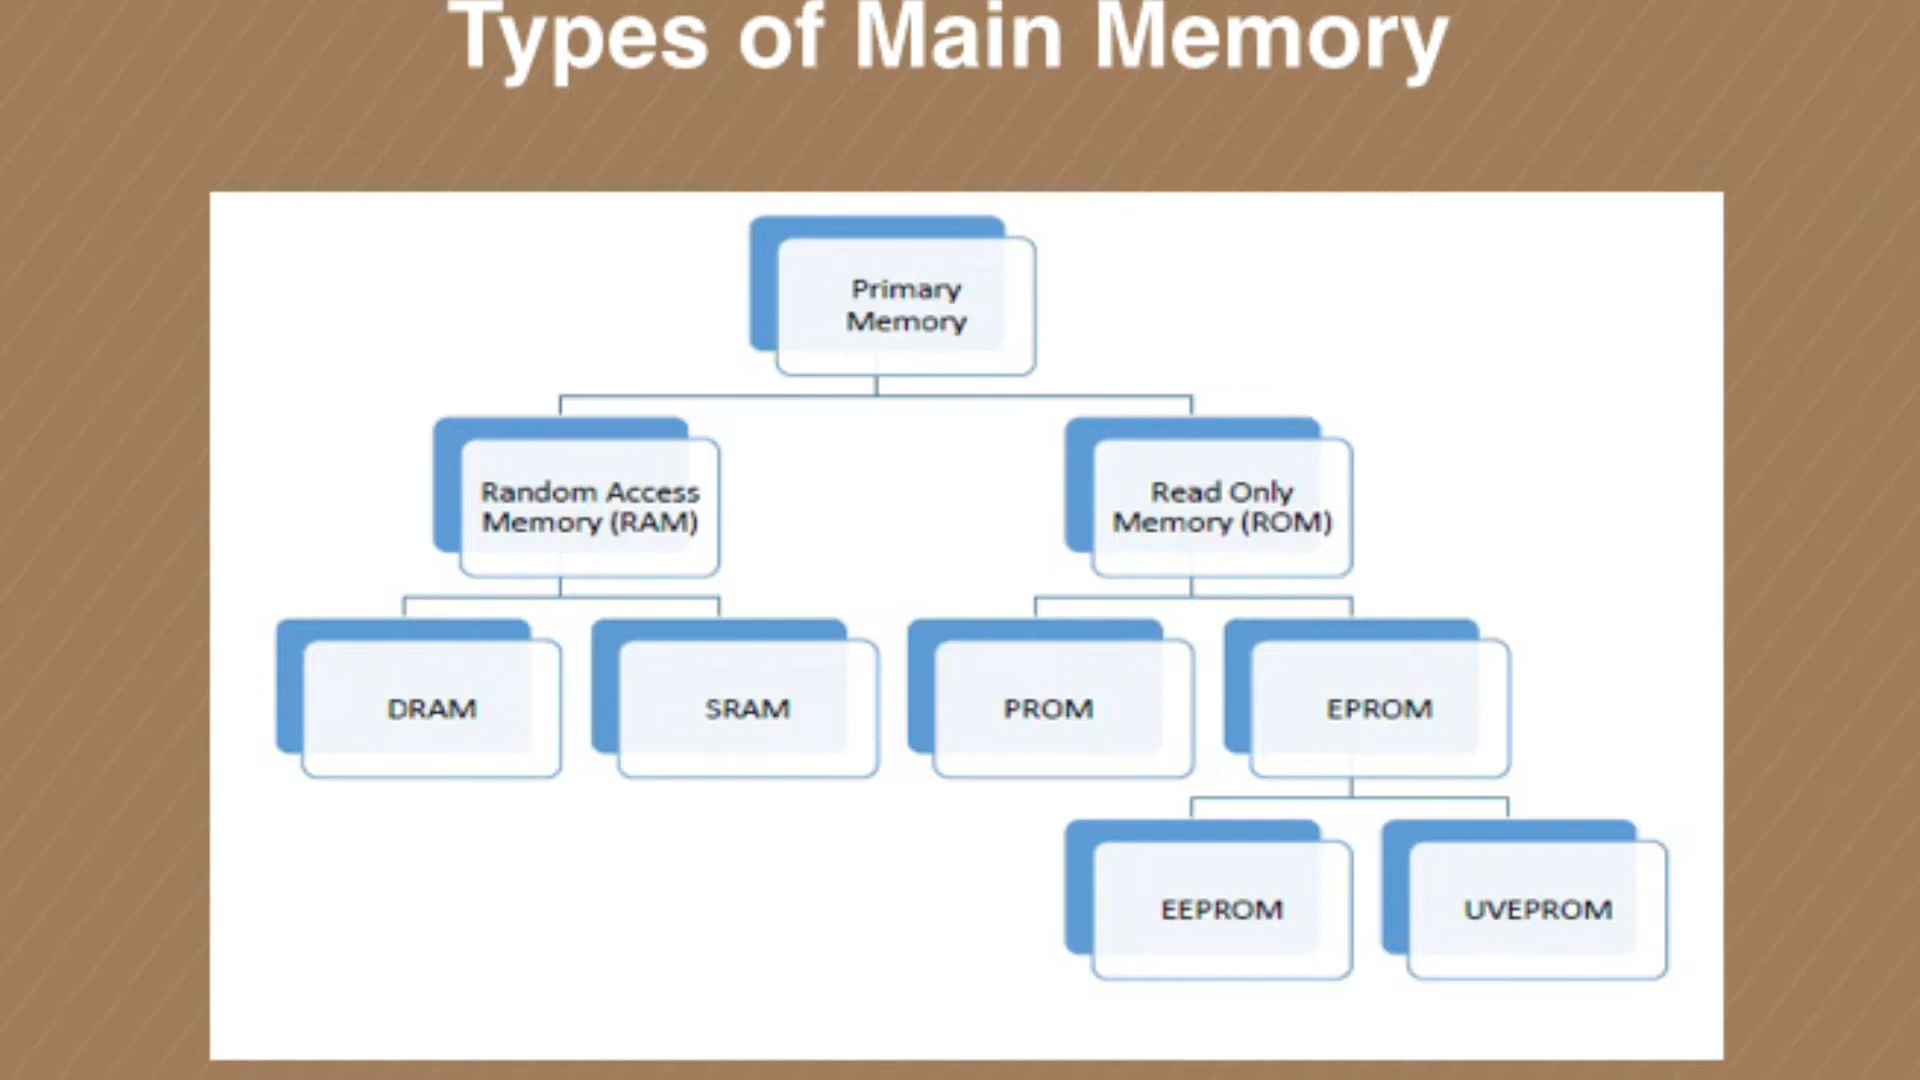 Types of Main Memory
Primary
Memory
Random Access
Memory (RAM)
Read Only
Memory (ROM)
DRAM
SRAM
PROM
EPROM
EEPROM
UVEPROM